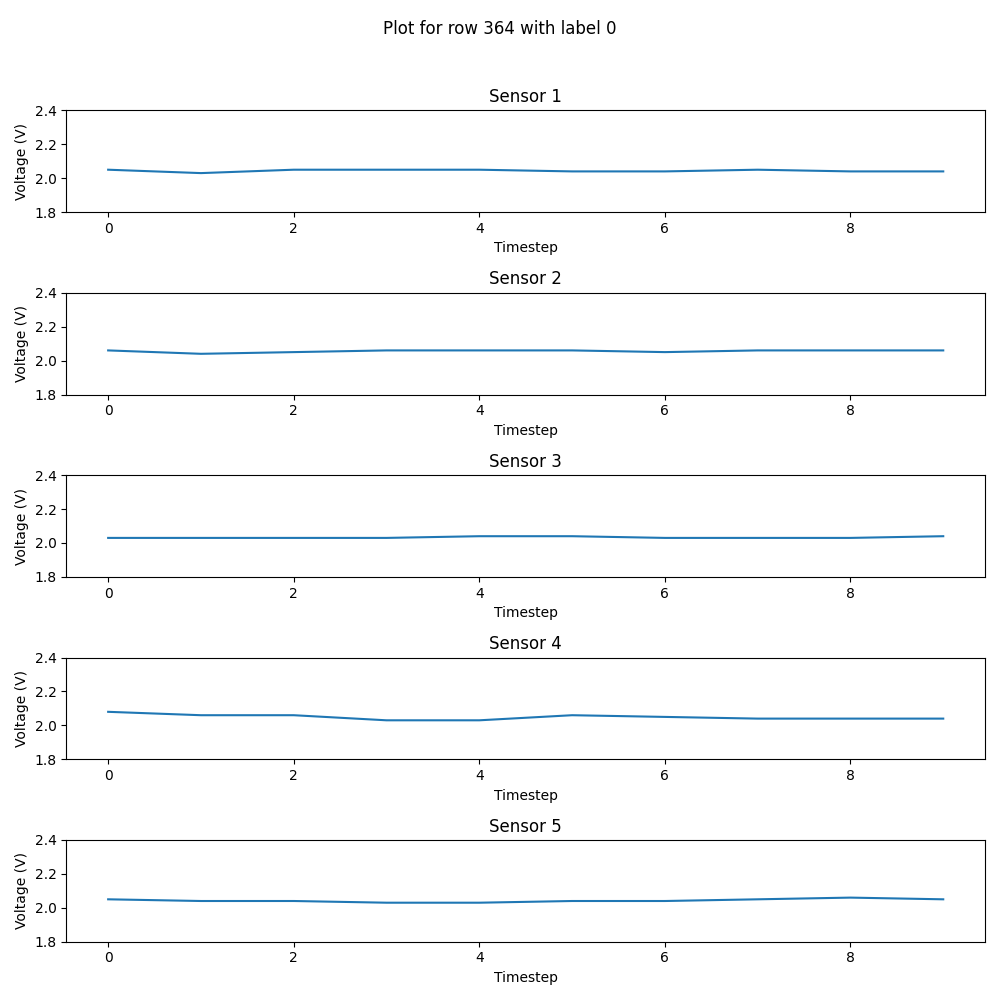 Plot for row 364 with label 0
Sensor 1
Voltage (V)
2.4
2.2
2.0
1.8
0 2 4 6 8
Timestep
Sensor 2
Voltage (V)
2.4
2.2
2.0
1.8
0 2 4 6 8
Timestep
Sensor 3
Voltage (V)
2.4
2.2
2.0
1.8
0 2 4 6 8
Timestep
Sensor 4
Voltage (V)
2.4
2.2
2.0
1.8
0 2 4 6 8
Timestep
Sensor 5
Voltage (V)
2.4
2.2
2.0
1.8
0 2 4 6 8
Timestep